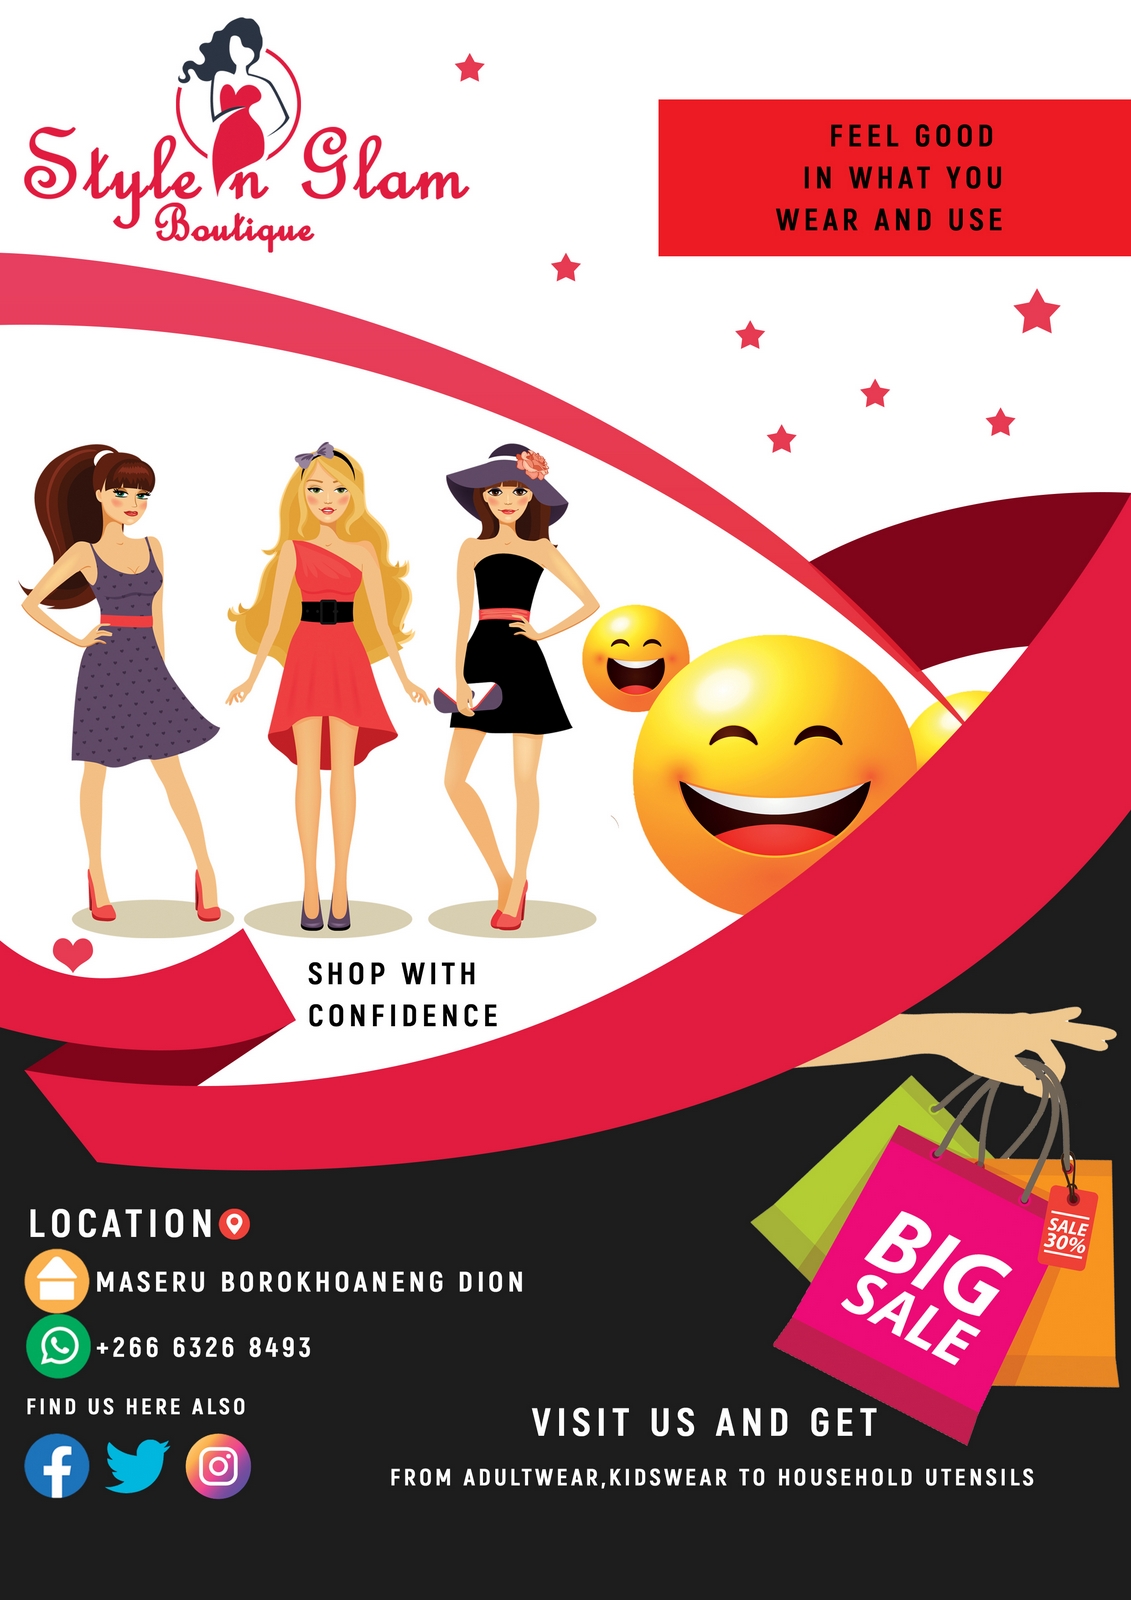 Style n Glam
Boutique
FEEL GOOD
IN WHAT YOU
WEAR AND USE
SHOP WITH
CONFIDENCE
LOCATION
MASERU BOROKHOANENG DION
+266 6326 8493
FIND US HERE ALSO
SALE
30%
BIG
SALE
VISIT US AND GET
FROM ADULTWEAR,KIDSWEAR TO HOUSEHOLD UTENSILS